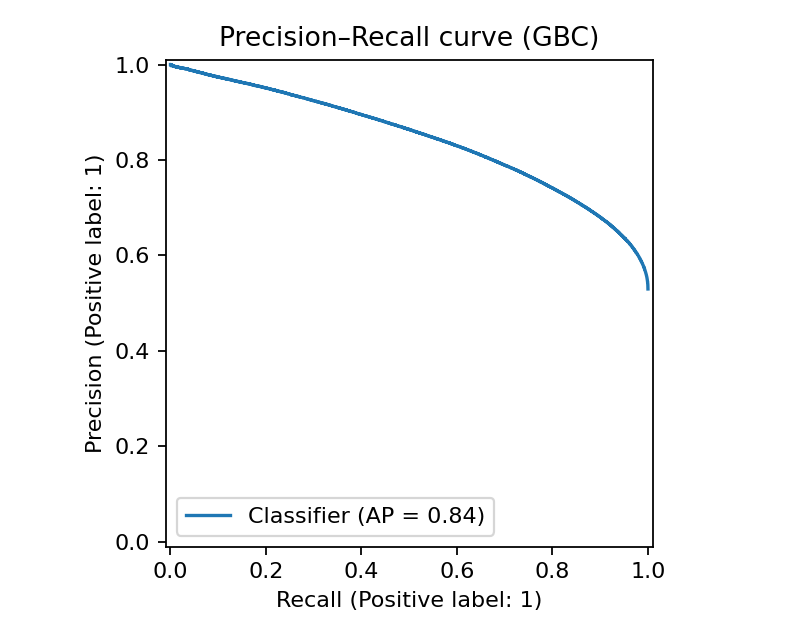 Precision–Recall curve (GBC)
1.0
0.8
0.6
0.4
0.2
0.0
Precision (Positive label: 1)
Classifier (AP = 0.84)
0.0 0.2 0.4 0.6 0.8 1.0
Recall (Positive label: 1)